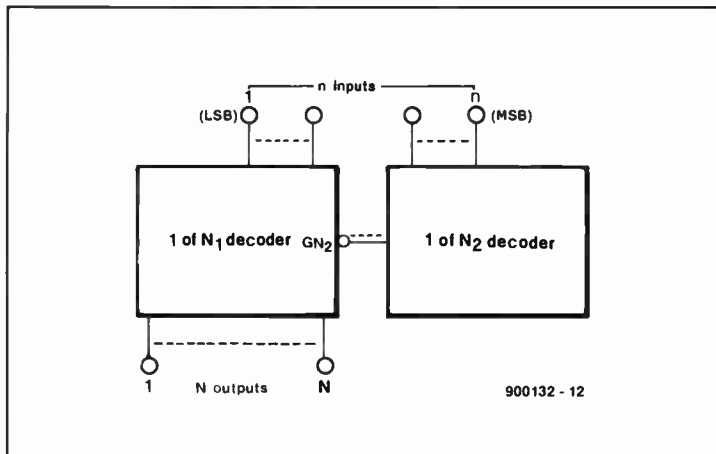 n inputs
1 n
(LSB) (MSB)
1 of N₁ decoder GN₂ 1 of N₂ decoder
1 N outputs N
900132 - 12